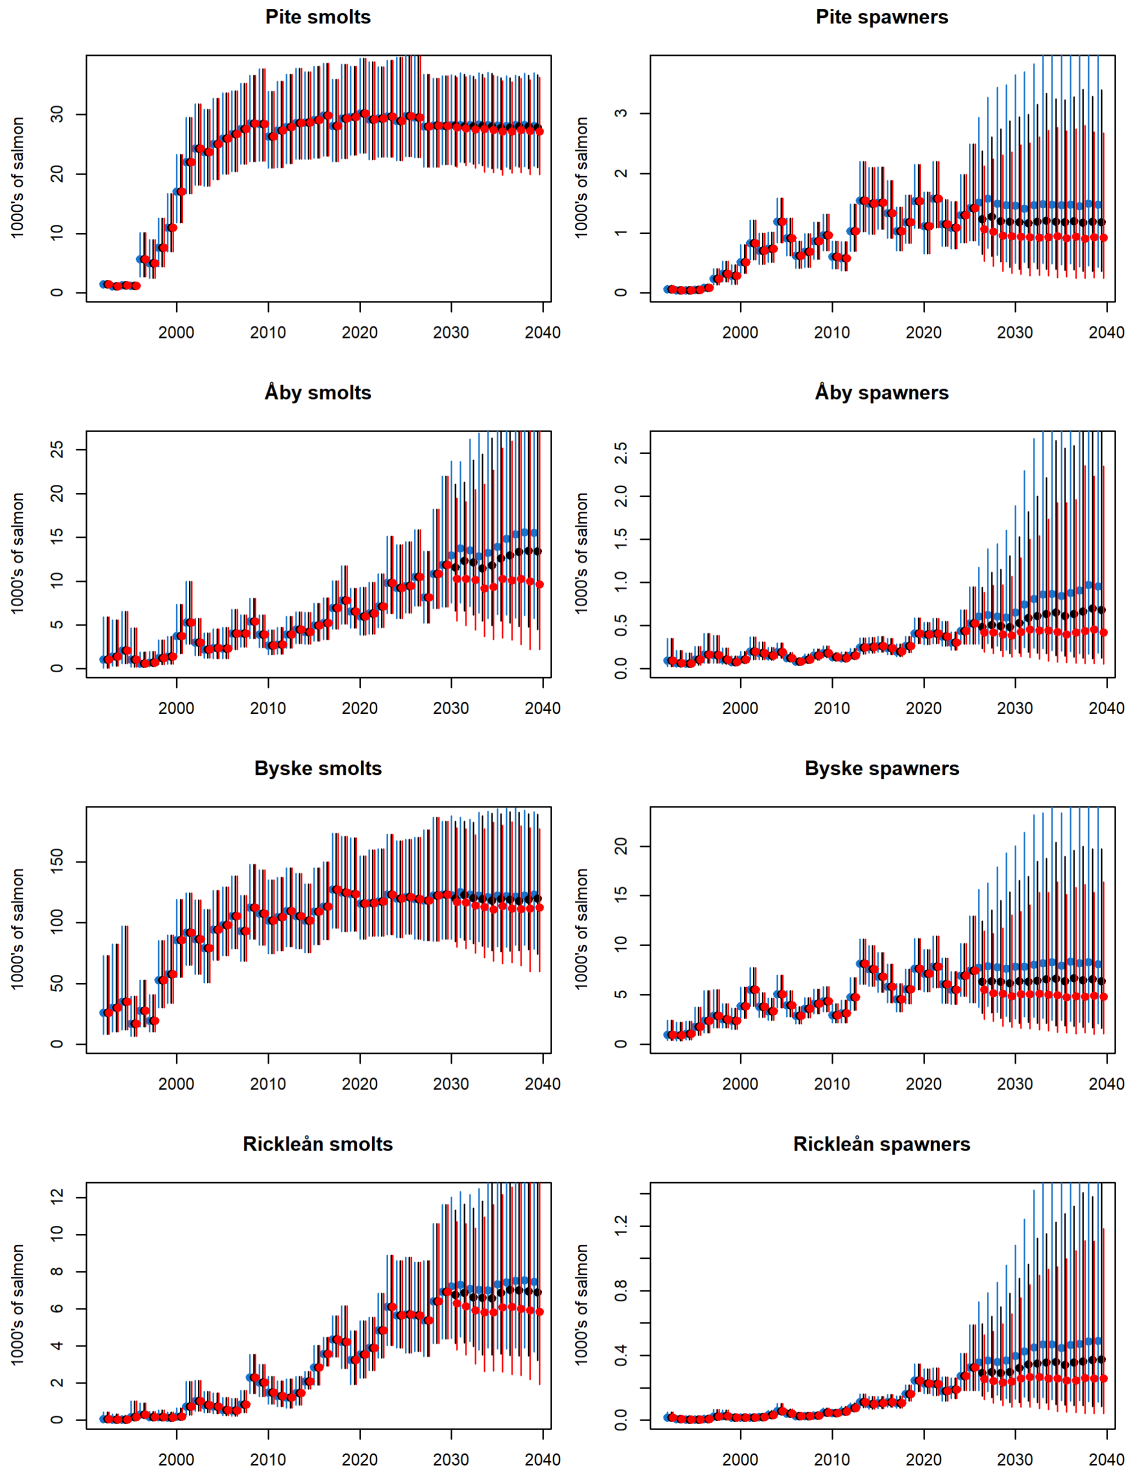 Pite smolts
1000's of salmon
0 10 20 30
2000 2010 2020 2030 2040
Pite spawners
1000's of salmon
0 1 2 3
2000 2010 2020 2030 2040
Åby smolts
1000's of salmon
0 5 10 15 20 25
2000 2010 2020 2030 2040
Åby spawners
1000's of salmon
0.0 0.5 1.0 1.5 2.0 2.5
2000 2010 2020 2030 2040
Byske smolts
1000's of salmon
0 50 100 150
2000 2010 2020 2030 2040
Byske spawners
1000's of salmon
0 5 10 15 20
2000 2010 2020 2030 2040
Rickleån smolts
1000's of salmon
0 2 4 6 8 10 12
2000 2010 2020 2030 2040
Rickleån spawners
1000's of salmon
0.0 0.4 0.8 1.2
2000 2010 2020 2030 2040